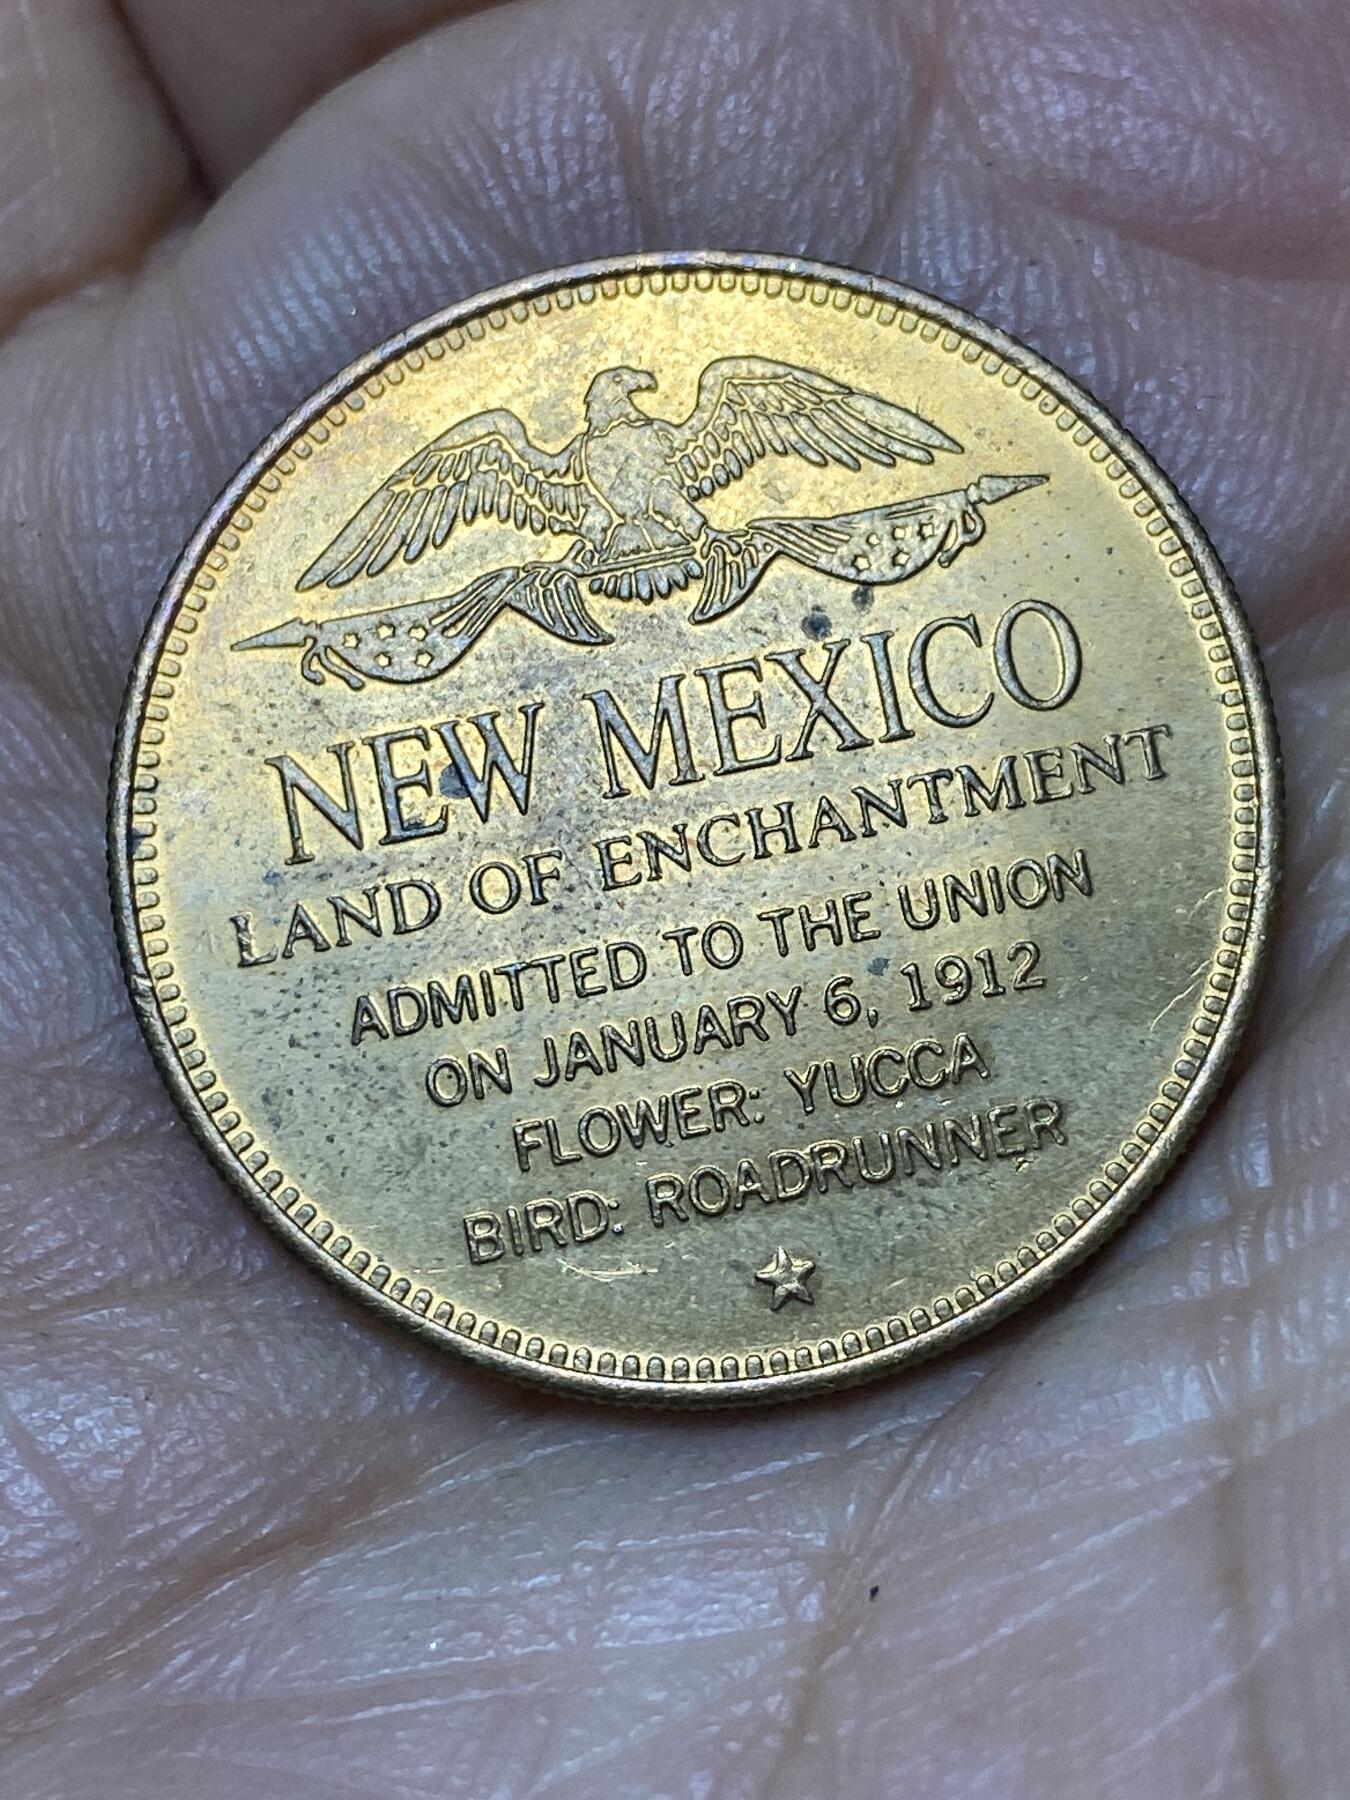 NEW MEXICO
LAND OF ENCHANTMENT
ADMITTED TO THE UNION
ON JANUARY 6, 1912
FLOWER: YUCCA
BIRD: ROADRUNNER